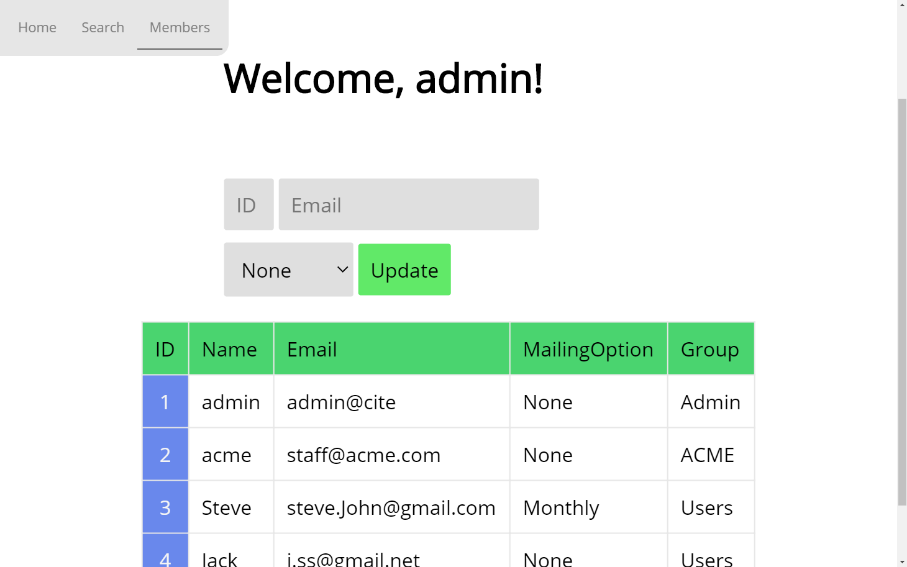 Home Search Members
Welcome, admin!
ID Email
None Update
ID Name Email MailingOption Group
1 admin admin@cite None Admin
2 acme staff@acme.com None ACME
3 Steve steve.John@gmail.com Monthly Users
4 Jack j.ss@gmail.net None Users